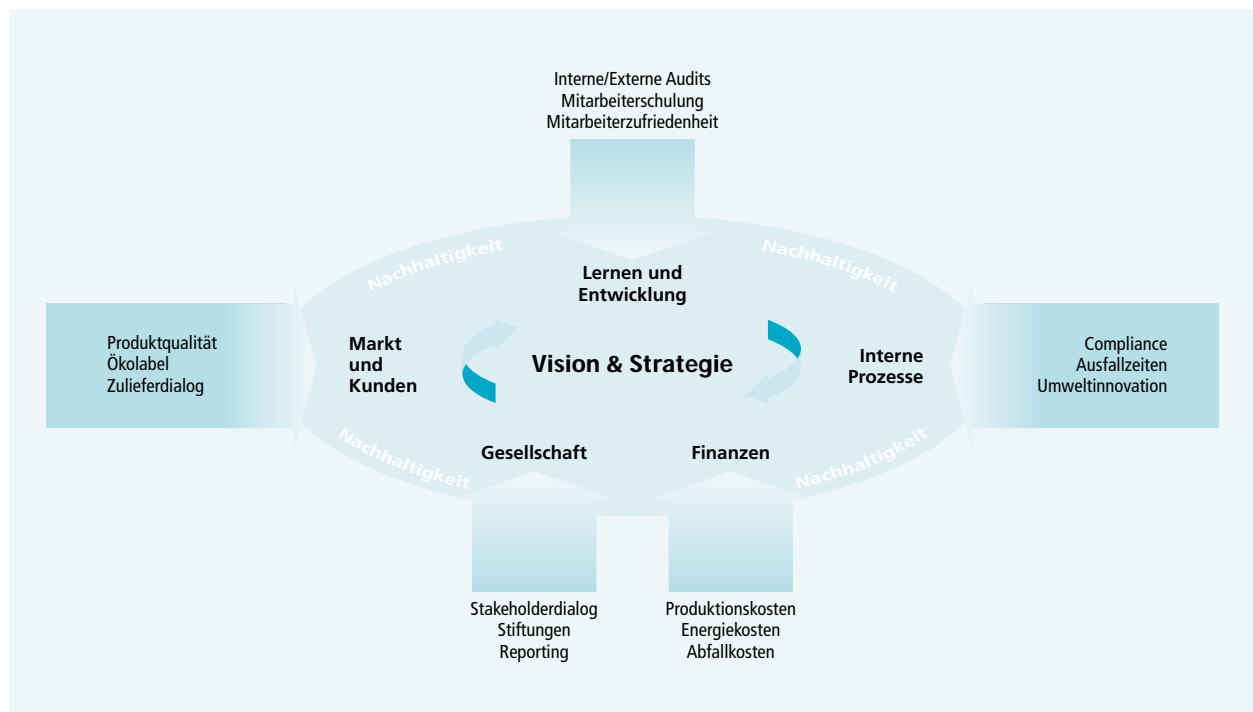 Interne/Externe Audits
Mitarbeiterschulung
Mitarbeiterzufriedenheit
Nachhaltigkeit
Nachhaltigkeit
Lernen und
Entwicklung
Produktqualität
Ökolabel
Zulieferdialog
Markt
und
Kunden
Vision & Strategie
Interne
Prozesse
Compliance
Ausfallzeiten
Umweltinnovation
Nachhaltigkeit
Gesellschaft
Finanzen
Nachhaltigkeit
Stakeholderdialog
Stiftungen
Reporting
Produktionskosten
Energiekosten
Abfallkosten